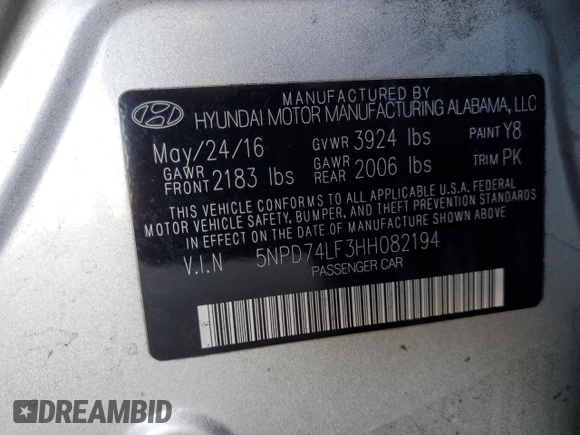 MANUFACTURED BY
HYUNDAI MOTOR MANUFACTURING ALABAMA, LLC
May/24/16 GVWR 3924 lbs PAINT Y8
GAWR FRONT 2183 lbs GAWR REAR 2006 lbs TRIM PK
THIS VEHICLE CONFORMS TO ALL APPLICABLE U.S.A. FEDERAL
MOTOR VEHICLE SAFETY, BUMPER, AND THEFT PREVENTION STANDARDS
IN EFFECT ON THE DATE OF MANUFACTURE SHOWN ABOVE.
V.I.N 5NPD74LF3HH082194
PASSENGER CAR
DREAMBID